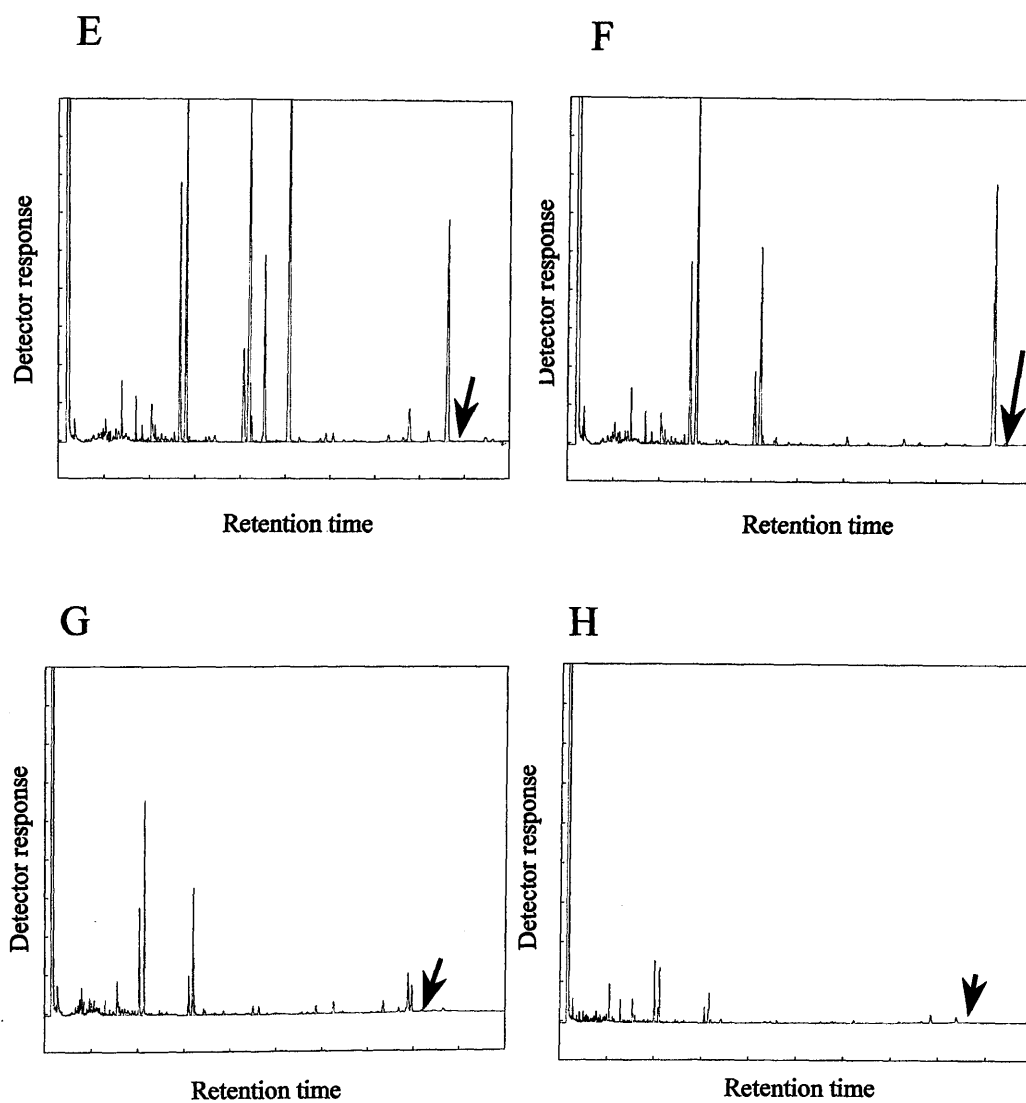 E
F
Detector response
Detector response
Retention time
Retention time
G
H
Detector response
Detector response
Retention time
Retention time